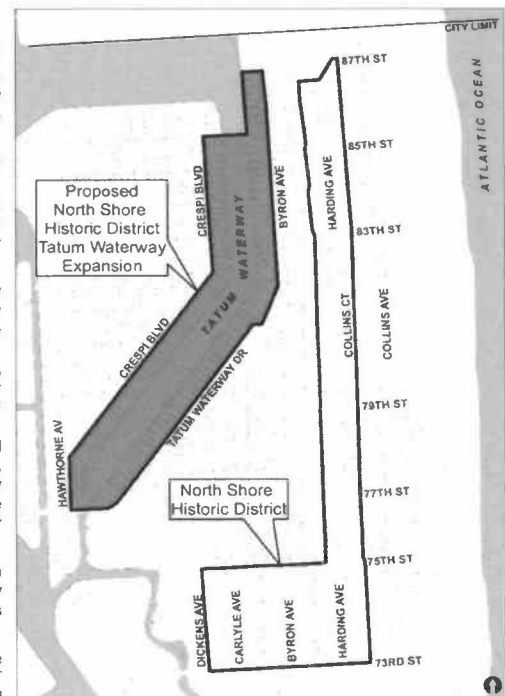 CITY LIMIT
87TH ST
ATLANTIC OCEAN
85TH ST
CRESPI BLVD
BYRON AVE
HARDING AVE
Proposed
North Shore
Historic District
Tatum Waterway
Expansion
TATUM WATERWAY
83RD ST
COLLINS CT
COLLINS AVE
CRESPI BLVD
TATUM WATERWAY DR
79TH ST
HAWTHORNE AV
North Shore
Historic District
77TH ST
75TH ST
DICKENS AVE
CARLYLE AVE
BYRON AVE
HARDING AVE
73RD ST